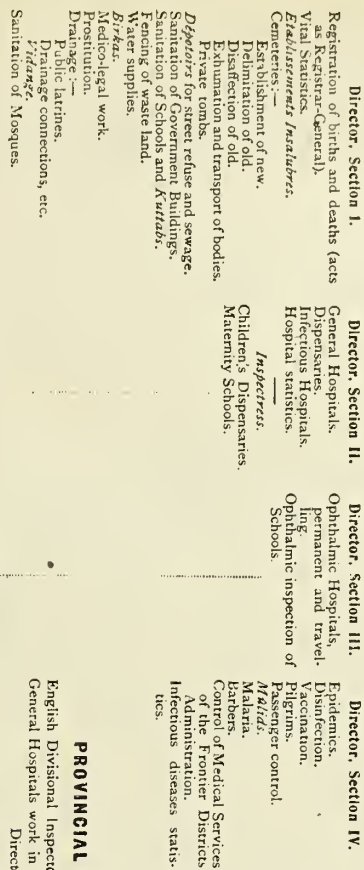 Director, Section I.
Registration of births and deaths (acts
as Registrar-General).
Vital Statistics.
Etablissements Insalubres.
Cemeteries :—
Establishment of new.
Delimitation of old.
Disaffection of old.
Exhumation and transport of bodies.
Private tombs.
Dépotoirs for street refuse and sewage.
Sanitation of Government Buildings.
Sanitation of Schools and Kuttabs.
Fencing of waste land.
Water supplies.
Birkas.
Medico-legal work.
Prostitution.
Drainage :—
Public latrines.
Drainage connections, etc.
Vidange.
Sanitation of Mosques.
Director, Section II.
General Hospitals.
Dispensaries.
Infectious Hospitals.
Hospital statistics.
Inspectress.
Children's Dispensaries.
Maternity Schools.
Director, Section III.
Ophthalmic Hospitals,
permanent and travel-
ling.
Ophthalmic inspection of
Schools.
Director, Section IV.
Epidemics.
Disinfection.
Vaccination.
Pilgrims.
Passenger control.
Mûlids.
Malaria.
Barbers.
Control of Medical Services
of the Frontier Districts
Administration.
Infectious diseases statis-
tics.
PROVINCIAL
English Divisional Inspecto
General Hospitals work in
Direct